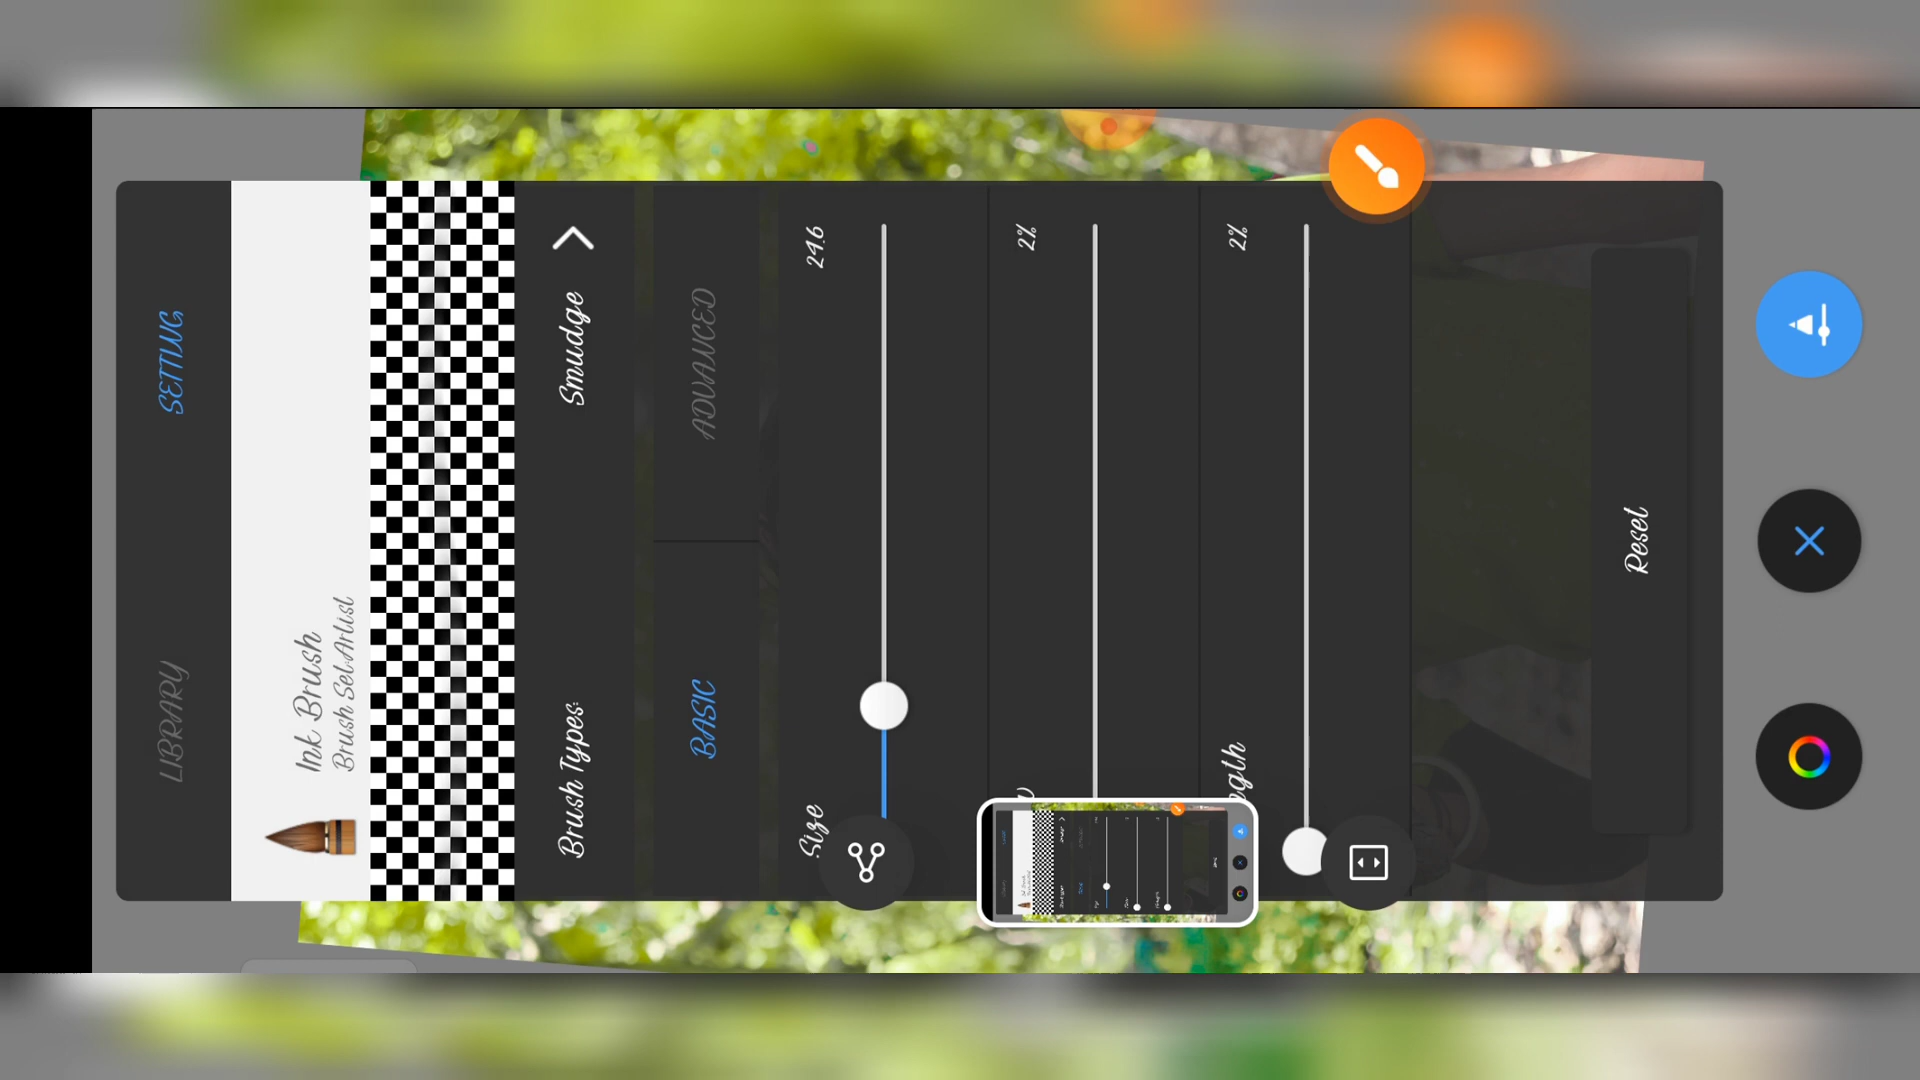 LIBRARY SETTING
Ink Brush
Brush Set:Artist
Brush Types: Smudge
BASIC ADVANCED
Size 24.6
2%
2%
Reset